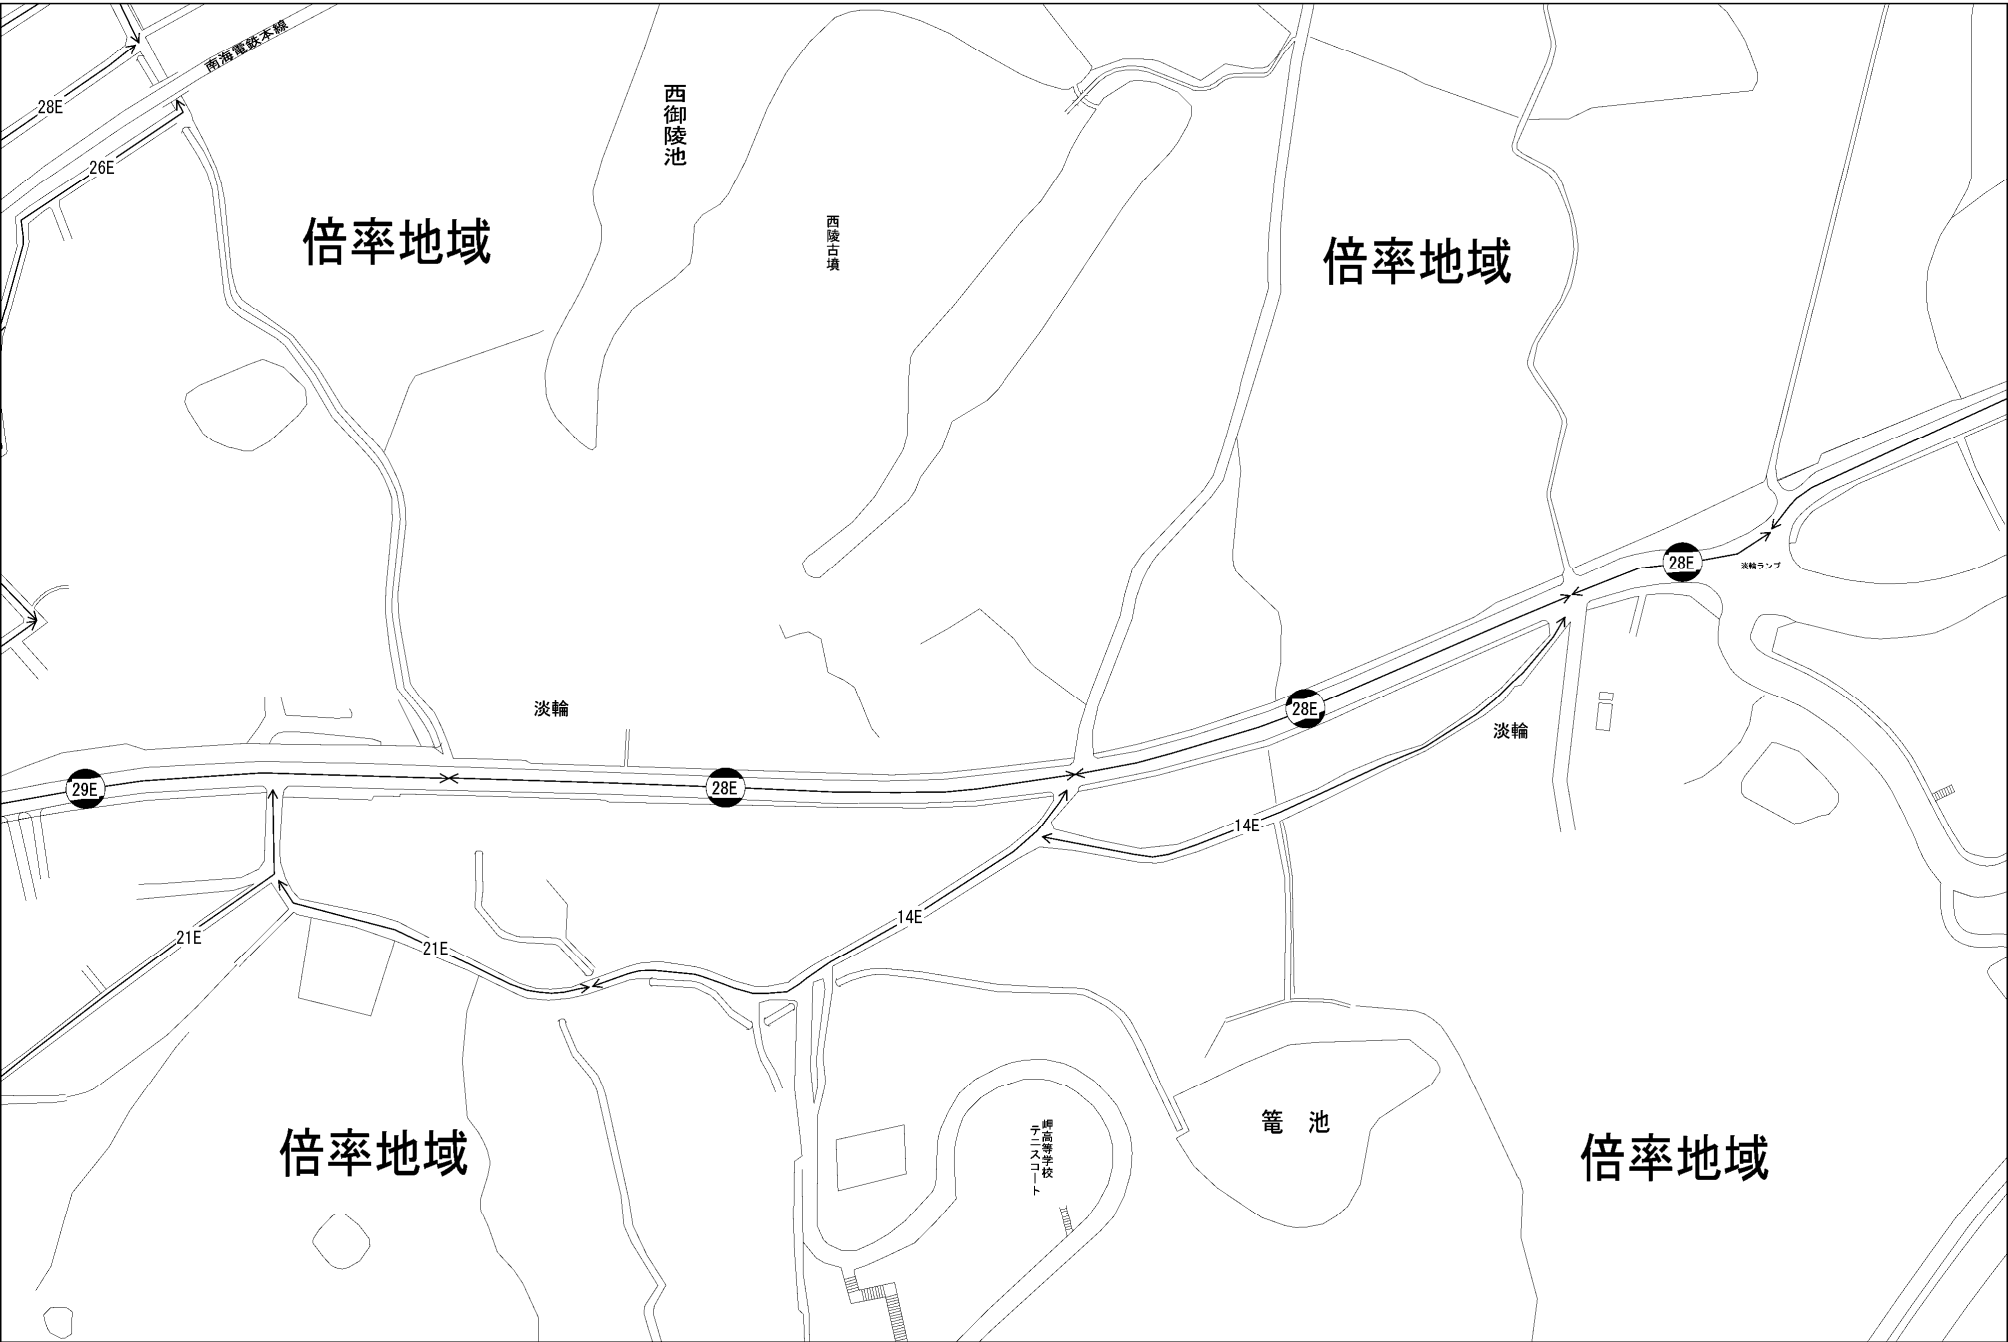 南海電鉄本線
28E
西御陵池
26E
倍率地域
西陵古墳
倍率地域
28E
淡輪ランプ
淡輪
28E
淡輪
29E
28E
14E
14E
21E
21E
篭池
岬高等学校
テニスコート
倍率地域
倍率地域